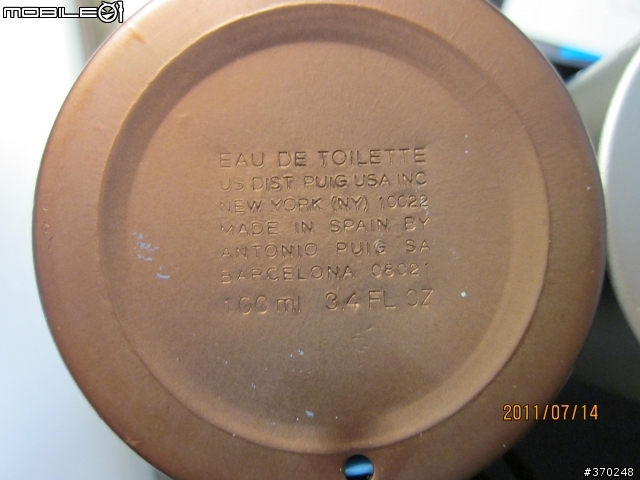 MOBILE01
EAU DE TOILETTE
US DIST. PUIG USA INC
NEW YORK (NY) 10022
MADE IN SPAIN BY
ANTONIO PUIG SA
BARCELONA 08021
100 ml 3.4 FL OZ
2011/07/14
#370248